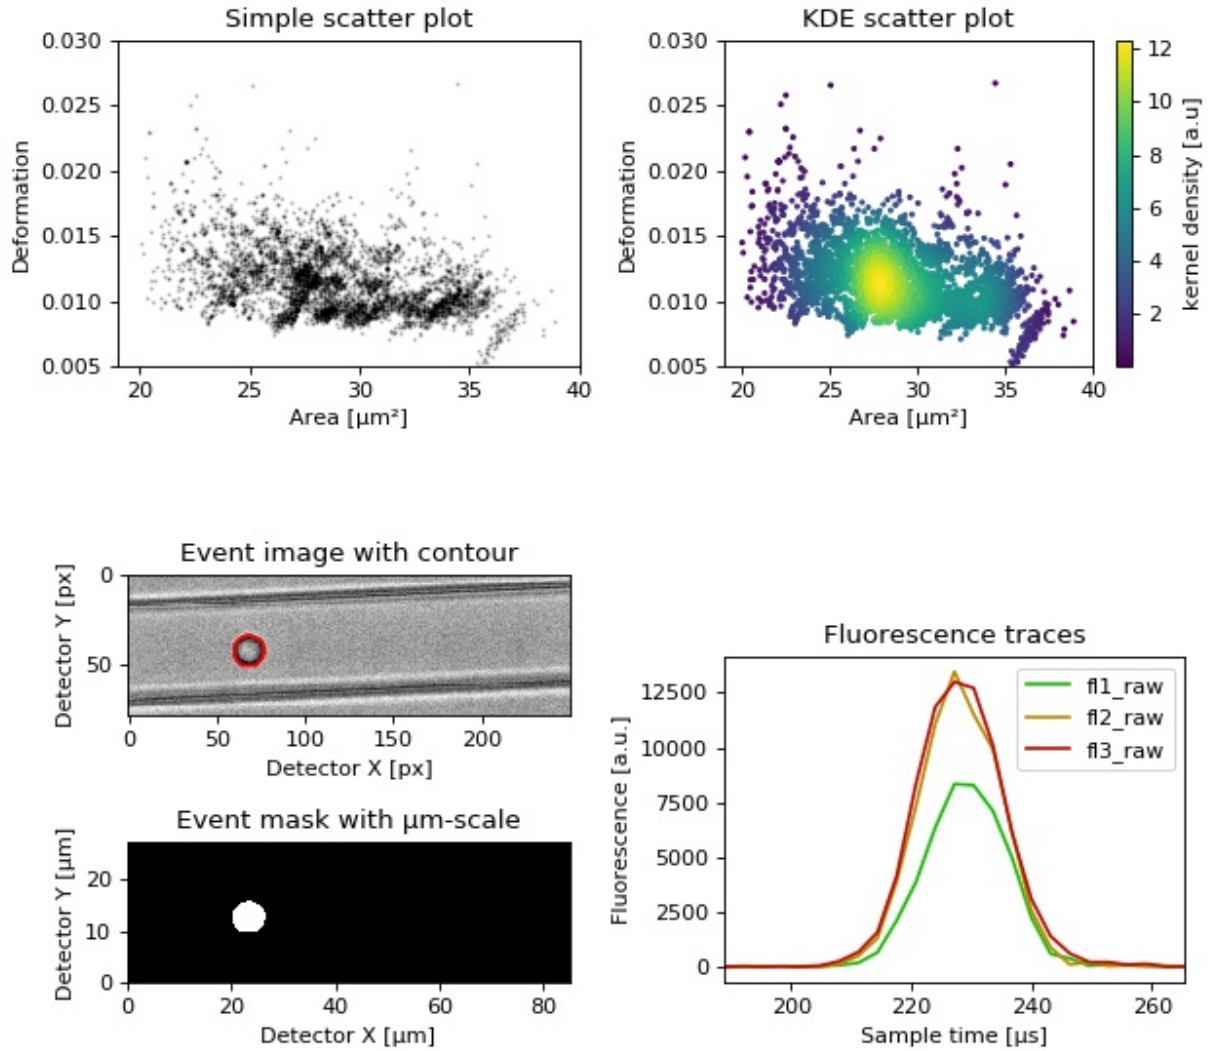 Simple scatter plot
0.030
0.025
0.020
0.015
0.010
0.005
Deformation
20 25 30 35 40
Area [µm²]
KDE scatter plot
0.030
0.025
0.020
0.015
0.010
0.005
Deformation
20 25 30 35 40
Area [µm²]
12
10
8
6
4
2
kernel density [a.u]
Event image with contour
0
50
Detector Y [px]
0 50 100 150 200
Detector X [px]
Event mask with µm-scale
20
10
0
Detector Y [µm]
0 20 40 60 80
Detector X [µm]
Fluorescence traces
12500
10000
7500
5000
2500
0
Fluorescence [a.u.]
fl1_raw
fl2_raw
fl3_raw
200 220 240 260
Sample time [µs]